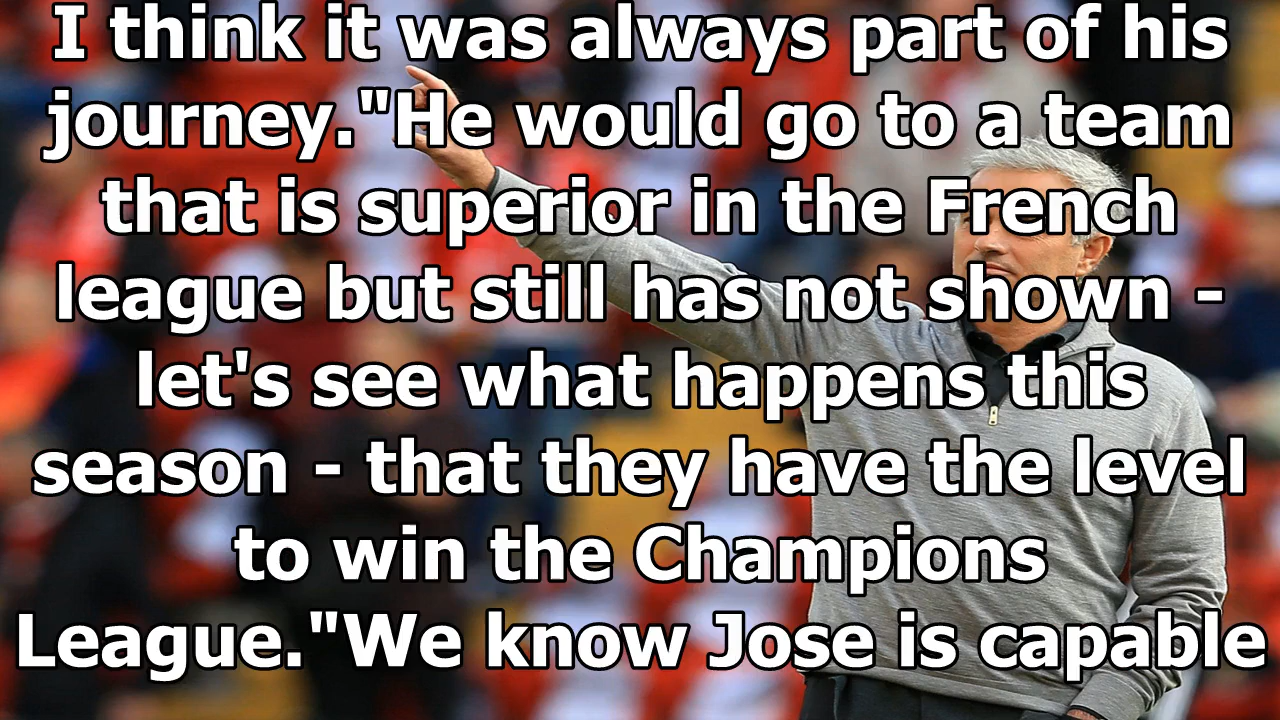 I think it was always part of his
journey."He would go to a team
that is superior in the French
league but still has not shown -
let's see what happens this
season - that they have the level
to win the Champions
League."We know Jose is capable